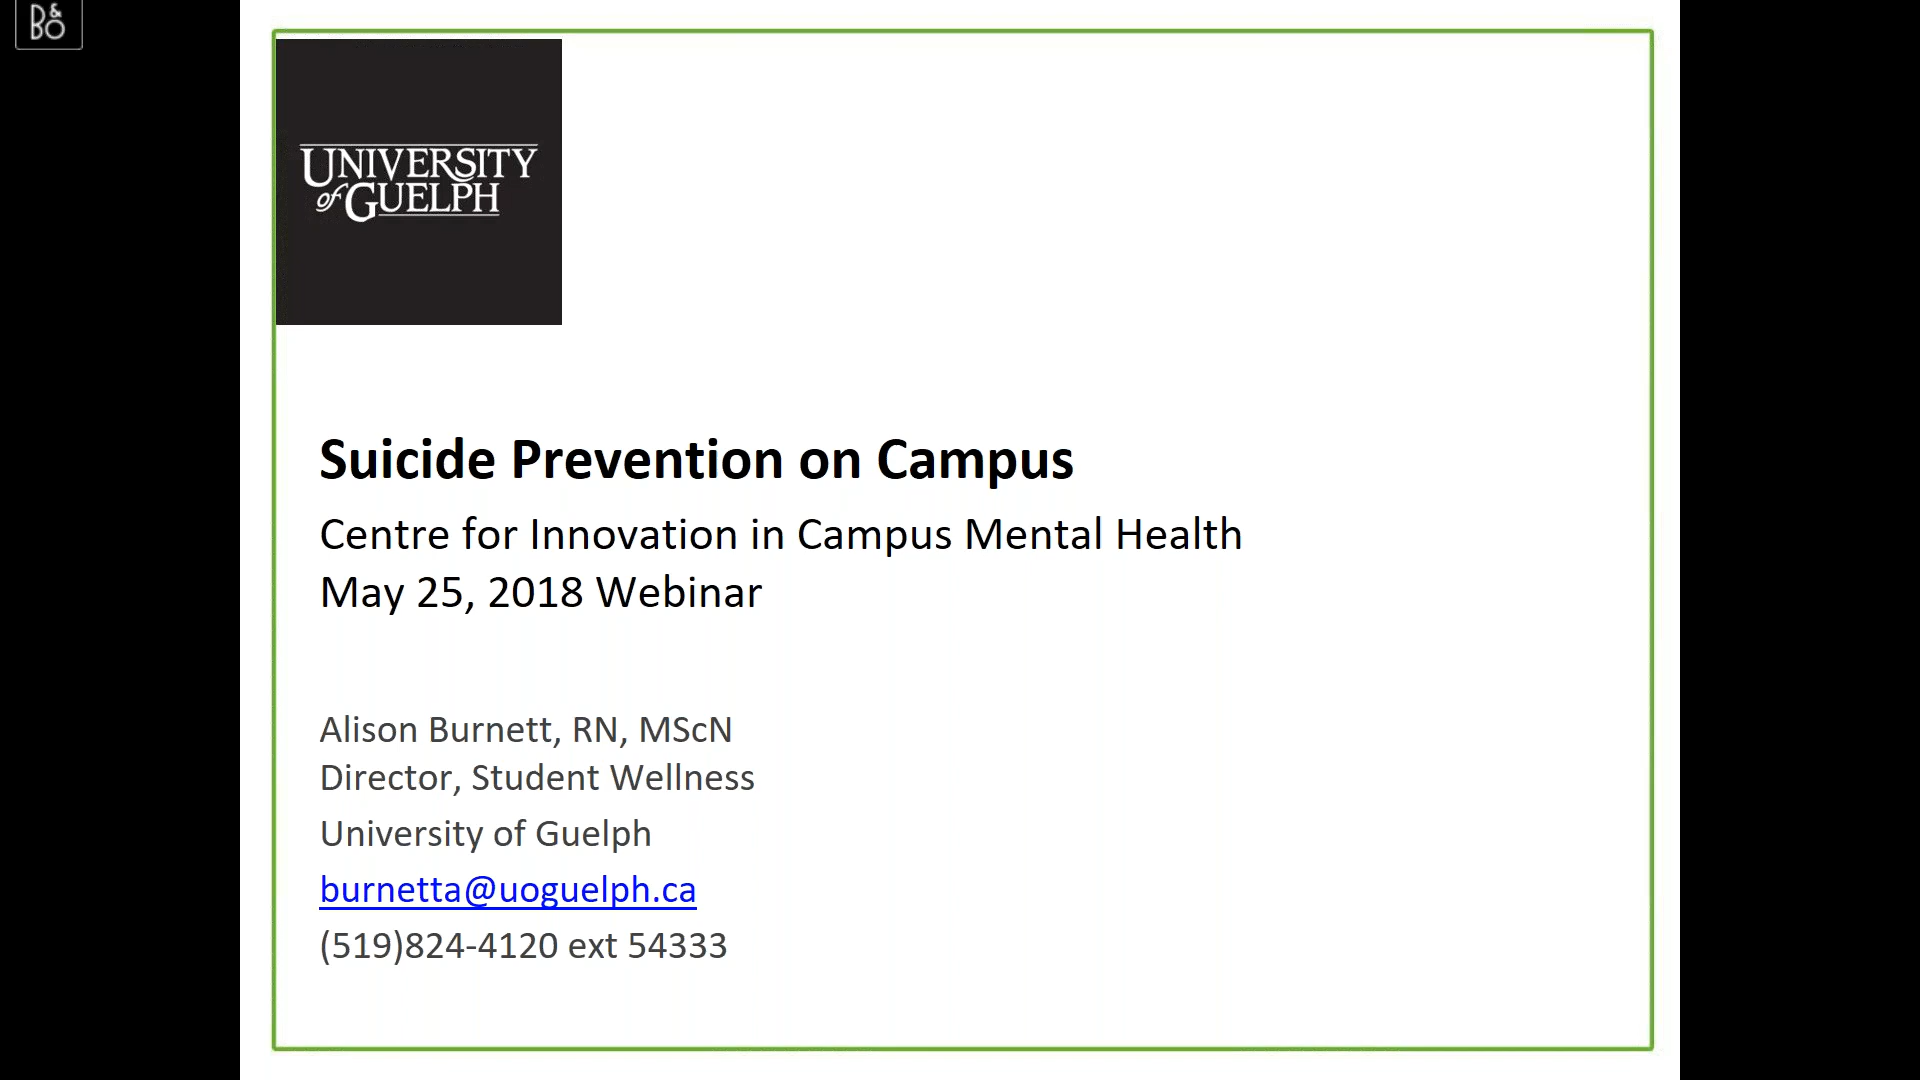 B&O
UNIVERSITY
of GUELPH
Suicide Prevention on Campus
Centre for Innovation in Campus Mental Health
May 25, 2018 Webinar
Alison Burnett, RN, MScN
Director, Student Wellness
University of Guelph
burnetta@uoguelph.ca
(519)824-4120 ext 54333